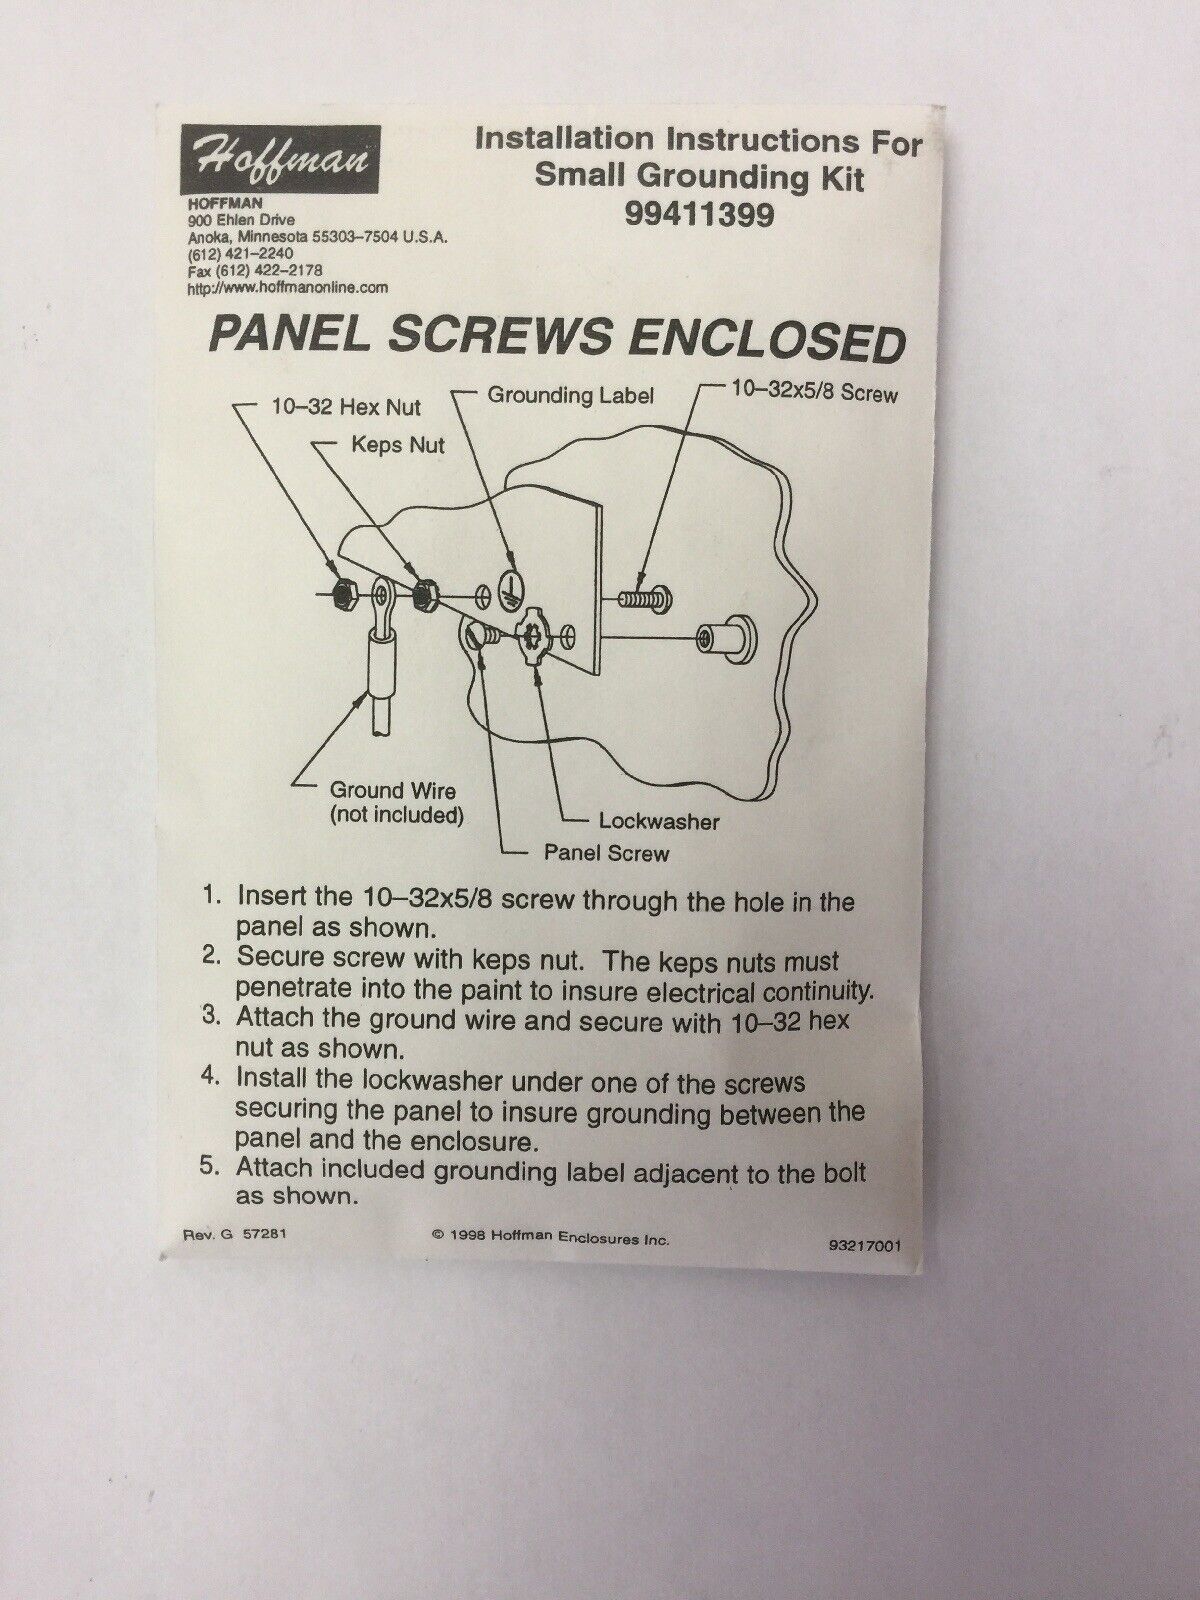 Hoffman
Installation Instructions For
Small Grounding Kit
99411399
HOFFMAN
900 Ehlen Drive
Anoka, Minnesota 55303–7504 U.S.A.
(612) 421–2240
Fax (612) 422–2178
http://www.hoffmanonline.com
PANEL SCREWS ENCLOSED
10–32 Hex Nut
Grounding Label
10–32x5/8 Screw
Keps Nut
Ground Wire
(not included)
Lockwasher
Panel Screw
1. Insert the 10–32x5/8 screw through the hole in the
panel as shown.
2. Secure screw with keps nut. The keps nuts must
penetrate into the paint to insure electrical continuity.
3. Attach the ground wire and secure with 10–32 hex
nut as shown.
4. Install the lockwasher under one of the screws
securing the panel to insure grounding between the
panel and the enclosure.
5. Attach included grounding label adjacent to the bolt
as shown.
Rev. G 57281
© 1998 Hoffman Enclosures Inc.
93217001